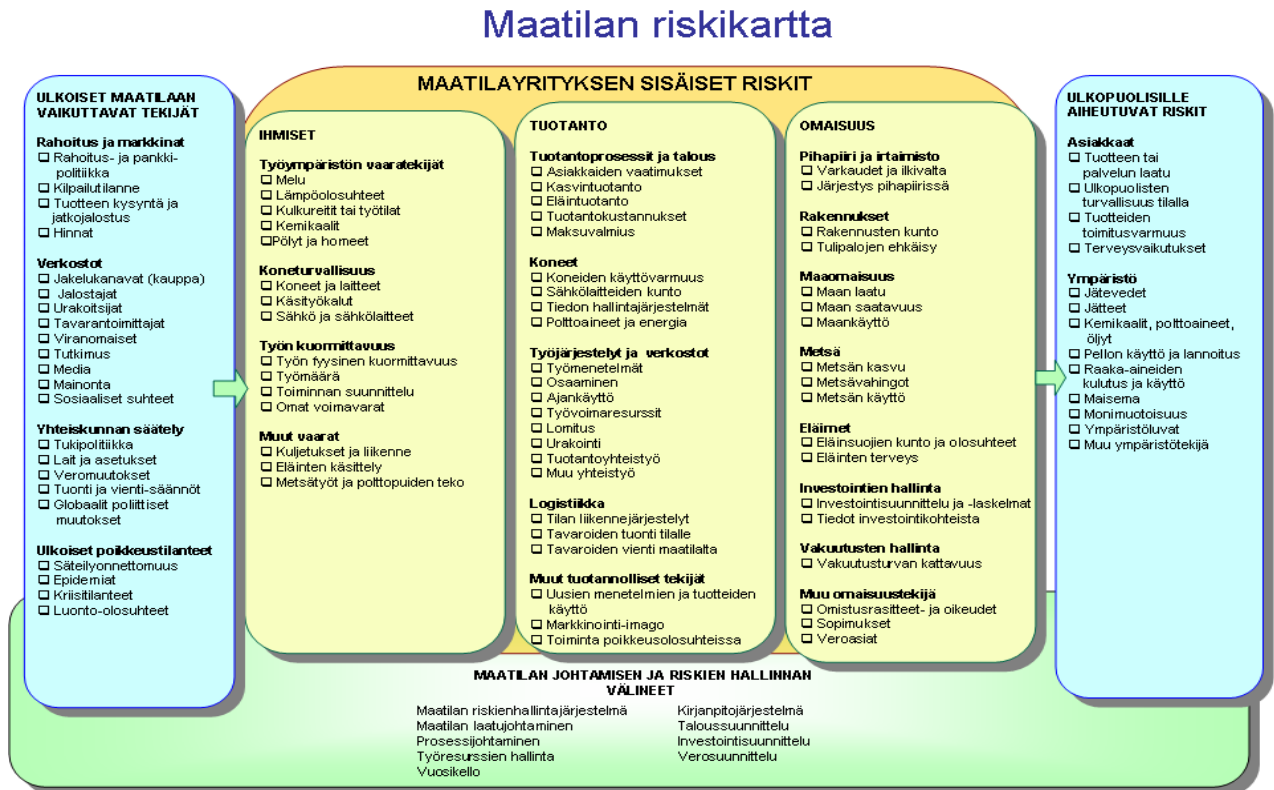 Maatilan riskikartta
ULKOISET MAATILAAN
VAIKUTTAVAT TEKIJÄT
Rahoitus ja markkinat
❑ Rahoitus- ja pankki-
politiikka
❑ Kilpailutilanne
❑ Tuotteen kysyntä ja
jatkojalostus
❑ Hinnat
Verkostot
❑ Jakelukanavat (kauppa)
❑ Jalostajat
❑ Urakoitsijat
❑ Tavarantoimittajat
❑ Viranomaiset
❑ Tutkimus
❑ Media
❑ Mainonta
❑ Sosiaaliset suhteet
Yhteiskunnan säätely
❑ Tukipolitiikka
❑ Lait ja asetukset
❑ Veromuutokset
❑ Tuonti ja vienti-säännöt
❑ Globaalit poliittiset
muutokset
Ulkoiset poikkeustilanteet
❑ Säteilyonnettomuus
❑ Epidemiat
❑ Kriisitilanteet
❑ Luonto-olosuhteet
MAATILAYRITYKSEN SISÄISET RISKIT
IHMISET
Työympäristön vaaratekijät
❑ Melu
❑ Lämpöolosuhteet
❑ Kulkureitit tai työtilat
❑ Kemikaalit
❑Pölyt ja homeet
Koneturvallisuus
❑ Koneet ja laitteet
❑ Käsityökalut
❑ Sähkö ja sähkölaitteet
Työn kuormittavuus
❑ Työn fyysinen kuormittavuus
❑ Työmäärä
❑ Toiminnan suunnittelu
❑ Omat voimavarat
Muut vaarat
❑ Kuljetukset ja liikenne
❑ Eläinten käsittely
❑ Metsätyöt ja polttopuiden teko
TUOTANTO
Tuotantoprosessit ja talous
❑ Asiakkaiden vaatimukset
❑ Kasvintuotanto
❑ Eläintuotanto
❑ Tuotantokustannukset
❑ Maksuvalmius
Koneet
❑ Koneiden käyttövarmuus
❑ Sähkölaitteiden kunto
❑ Tiedon hallintajärjestelmät
❑ Polttoaineet ja energia
Työjärjestelyt ja verkostot
❑ Työmenetelmät
❑ Osaaminen
❑ Ajankäyttö
❑ Työvoimaresurssit
❑ Lomitus
❑ Urakointi
❑ Tuotantoyhteistyö
❑ Muu yhteistyö
Logistiikka
❑ Tilan liikennejärjestelyt
❑ Tavaroiden tuonti tilalle
❑ Tavaroiden vienti maatilalta
Muut tuotannolliset tekijät
❑ Uusien menetelmien ja tuotteiden
käyttö
❑ Markkinointi-imago
❑ Toiminta poikkeusolosuhteissa
OMAISUUS
Pihapiiri ja irtaimisto
❑ Varkaudet ja ilkivalta
❑ Järjestys pihapiirissä
Rakennukset
❑ Rakennusten kunto
❑ Tulipalojen ehkäisy
Maaomaisuus
❑ Maan laatu
❑ Maan saatavuus
❑ Maankäyttö
Metsä
❑ Metsän kasvu
❑ Metsävahingot
❑ Metsän käyttö
Eläimet
❑ Eläinsuojien kunto ja olosuhteet
❑ Eläinten terveys
Investointien hallinta
❑ Investointisuunnittelu ja -laskelmat
❑ Tiedot investointikohteista
Vakuutusten hallinta
❑ Vakuutusturvan kattavuus
Muu omaisuustekijä
❑ Omistusrasitteet- ja oikeudet
❑ Sopimukset
❑ Veroasiat
ULKOPUOLISILLE
AIHEUTUVAT RISKIT
Asiakkaat
❑ Tuotteen tai
palvelun laatu
❑ Ulkopuolisten
turvallisuus tilalla
❑ Tuotteiden
toimitusvarmuus
❑ Terveysvaikutukset
Ympäristö
❑ Jätevedet
❑ Jätteet
❑ Kemikaalit, polttoaineet,
öljyt
❑ Pellon käyttö ja lannoitus
❑ Raaka-aineiden
kulutus ja käyttö
❑ Maisema
❑ Monimuotoisuus
❑ Ympäristöluvat
❑ Muu ympäristötekijä
MAATILAN JOHTAMISEN JA RISKIEN HALLINNAN
VÄLINEET
Maatilan riskienhallintajärjestelmä
Maatilan laatujohtaminen
Prosessijohtaminen
Työresurssien hallinta
Vuosikello
Kirjanpitojärjestelmä
Taloussuunnittelu
Investointisuunnittelu
Verosuunnittelu